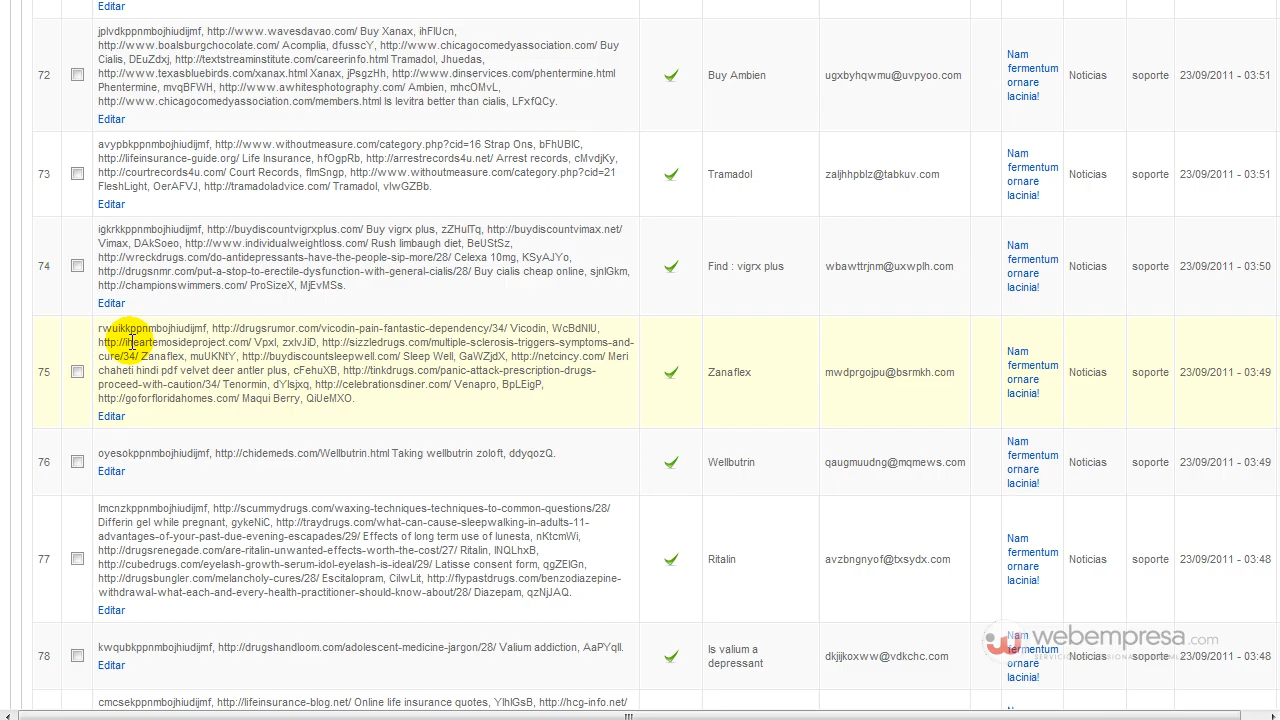 Editar
72
jplvdkppnmbojhiudijmf, http://www.wavesdavao.com/ Buy Xanax, ihFlUcn,
http://www.boalsburgchocolate.com/ Acomplia, dfusscY, http://www.chicagocomedyassociation.com/ Buy
Cialis, DEuZdxj, http://textstreaminstitute.com/careerinfo.html Tramadol, Jhuedas,
http://www.texasbluebirds.com/xanax.html Xanax, jPsgzHh, http://www.dinservices.com/phentermine.html
Phentermine, mvqBFWH, http://www.awhitesphotography.com/ Ambien, mhcOMvL,
http://www.chicagocomedyassociation.com/members.html Is levitra better than cialis, LFxfQCy.
Editar
Buy Ambien
ugxbyhqwmu@uvpyoo.com
Nam
fermentum
ornare
lacinia!
Noticias
soporte
23/09/2011 - 03:51
73
avypbkppnmbojhiudijmf, http://www.withoutmeasure.com/category.php?cid=16 Strap Ons, bFhUBlC,
http://lifeinsurance-guide.org/ Life Insurance, hfOgpRb, http://arrestrecords4u.net/ Arrest records, cMvdjKy,
http://courtrecords4u.com/ Court Records, flmSrgp, http://www.withoutmeasure.com/category.php?cid=21
FleshLight, OerAFVJ, http://tramadoladvice.com/ Tramadol, vlwGZBb.
Editar
Tramadol
zaljhhpblz@tabkuv.com
Nam
fermentum
ornare
lacinia!
Noticias
soporte
23/09/2011 - 03:51
74
igkrkkppnmbojhiudijmf, http://buydiscountvigrxplus.com/ Buy vigrx plus, zZHulTq, http://buydiscountvimax.net/
Vimax, DAkSoeo, http://www.individualweightloss.com/ Rush limbaugh diet, BeUStSz,
http://wreckdrugs.com/do-antidepressants-have-the-people-sip-more/28/ Celexa 10mg, KSyAJYo,
http://drugsnmr.com/put-a-stop-to-erectile-dysfunction-with-general-cialis/28/ Buy cialis cheap online, sjnlGkm,
http://championswimmers.com/ ProSizeX, MjEvMSs.
Editar
Find : vigrx plus
wbawttrjnm@uxwplh.com
Nam
fermentum
ornare
lacinia!
Noticias
soporte
23/09/2011 - 03:50
75
rwuikkppnmbojhiudijmf, http://drugsrumor.com/vicodin-pain-fantastic-dependency/34/ Vicodin, WcBdNlU,
http://iheartemosideproject.com/ Vpxl, zxIvJiD, http://sizzledrugs.com/multiple-sclerosis-triggers-symptoms-and-
cure/34/ Zanaflex, muUKNtY, http://buydiscountsleepwell.com/ Sleep Well, GaWZjdX, http://netcincy.com/ Meri
chaheti hindi pdf velvet deer antler plus, cFehuXB, http://tinkdrugs.com/panic-attack-prescription-drugs-
proceed-with-caution/34/ Tenormin, dYlsjxq, http://celebrationsdiner.com/ Venapro, BpLEigP,
http://goforfloridahomes.com/ Maqui Berry, QiUeMXO.
Editar
Zanaflex
mwdprgojpu@bsrmkh.com
Nam
fermentum
ornare
lacinia!
Noticias
soporte
23/09/2011 - 03:49
76
oyesokppnmbojhiudijmf, http://chidemeds.com/Wellbutrin.html Taking wellbutrin zoloft, ddyqozQ.
Editar
Wellbutrin
qaugmuudng@mqmews.com
Nam
fermentum
ornare
lacinia!
Noticias
soporte
23/09/2011 - 03:49
77
lmcnzkppnmbojhiudijmf, http://scummydrugs.com/waxing-techniques-techniques-to-common-questions/28/
Differin gel while pregnant, gykeNiC, http://traydrugs.com/what-can-cause-sleepwalking-in-adults-11-
advantages-of-your-past-due-evening-escapades/29/ Effects of long term use of lunesta, nKtcmWi,
http://drugsrenegade.com/are-ritalin-unwanted-effects-worth-the-cost/27/ Ritalin, lNQLhxB,
http://cubedrugs.com/eyelash-growth-serum-idol-eyelash-is-ideal/29/ Latisse consent form, qgZElGn,
http://drugsbungler.com/melancholy-cures/28/ Escitalopram, CilwLit, http://flypastdrugs.com/benzodiazepine-
withdrawal-what-each-and-every-health-practitioner-should-know-about/28/ Diazepam, qzNjJAQ.
Editar
Ritalin
avzbngnyof@txsydx.com
Nam
fermentum
ornare
lacinia!
Noticias
soporte
23/09/2011 - 03:48
78
kwqubkppnmbojhiudijmf, http://drugshandloom.com/adolescent-medicine-jargon/28/ Valium addiction, AaPYqll.
Editar
Is valium a
depressant
dkjijkoxww@vdkchc.com
Nam
fermentum
ornare
lacinia!
Noticias
soporte
23/09/2011 - 03:48
webempresa.com
cmcsekppnmbojhiudijmf, http://lifeinsurance-blog.net/ Online life insurance quotes, YlhlGsB, http://hcg-info.net/